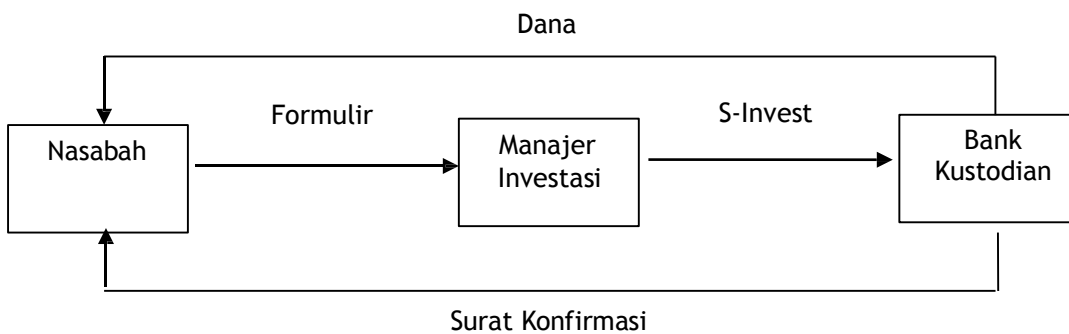 Dana
Formulir
S-Invest
Nasabah
Manajer
Investasi
Bank
Kustodian
Surat Konfirmasi